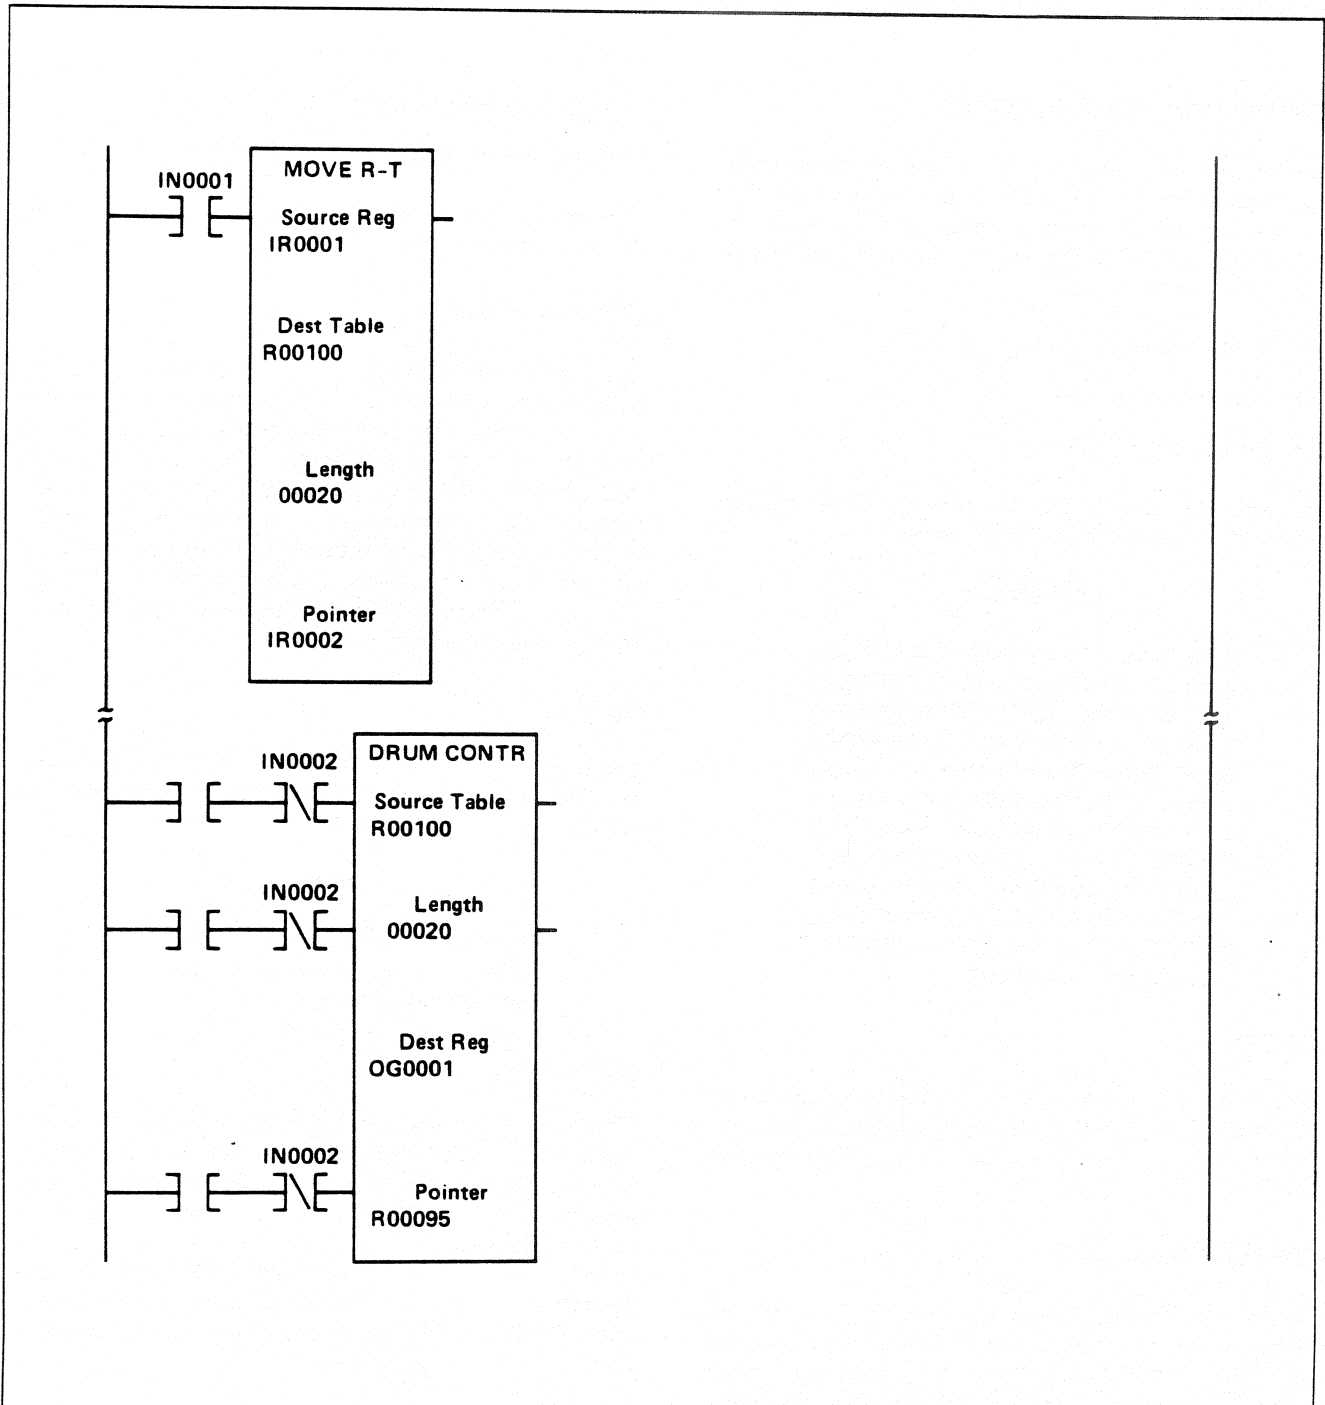 IN0001
MOVE R-T
Source Reg
IR0001
Dest Table
R00100
Length
00020
Pointer
IR0002
IN0002
DRUM CONTR
Source Table
R00100
IN0002
Length
00020
Dest Reg
OG0001
IN0002
Pointer
R00095